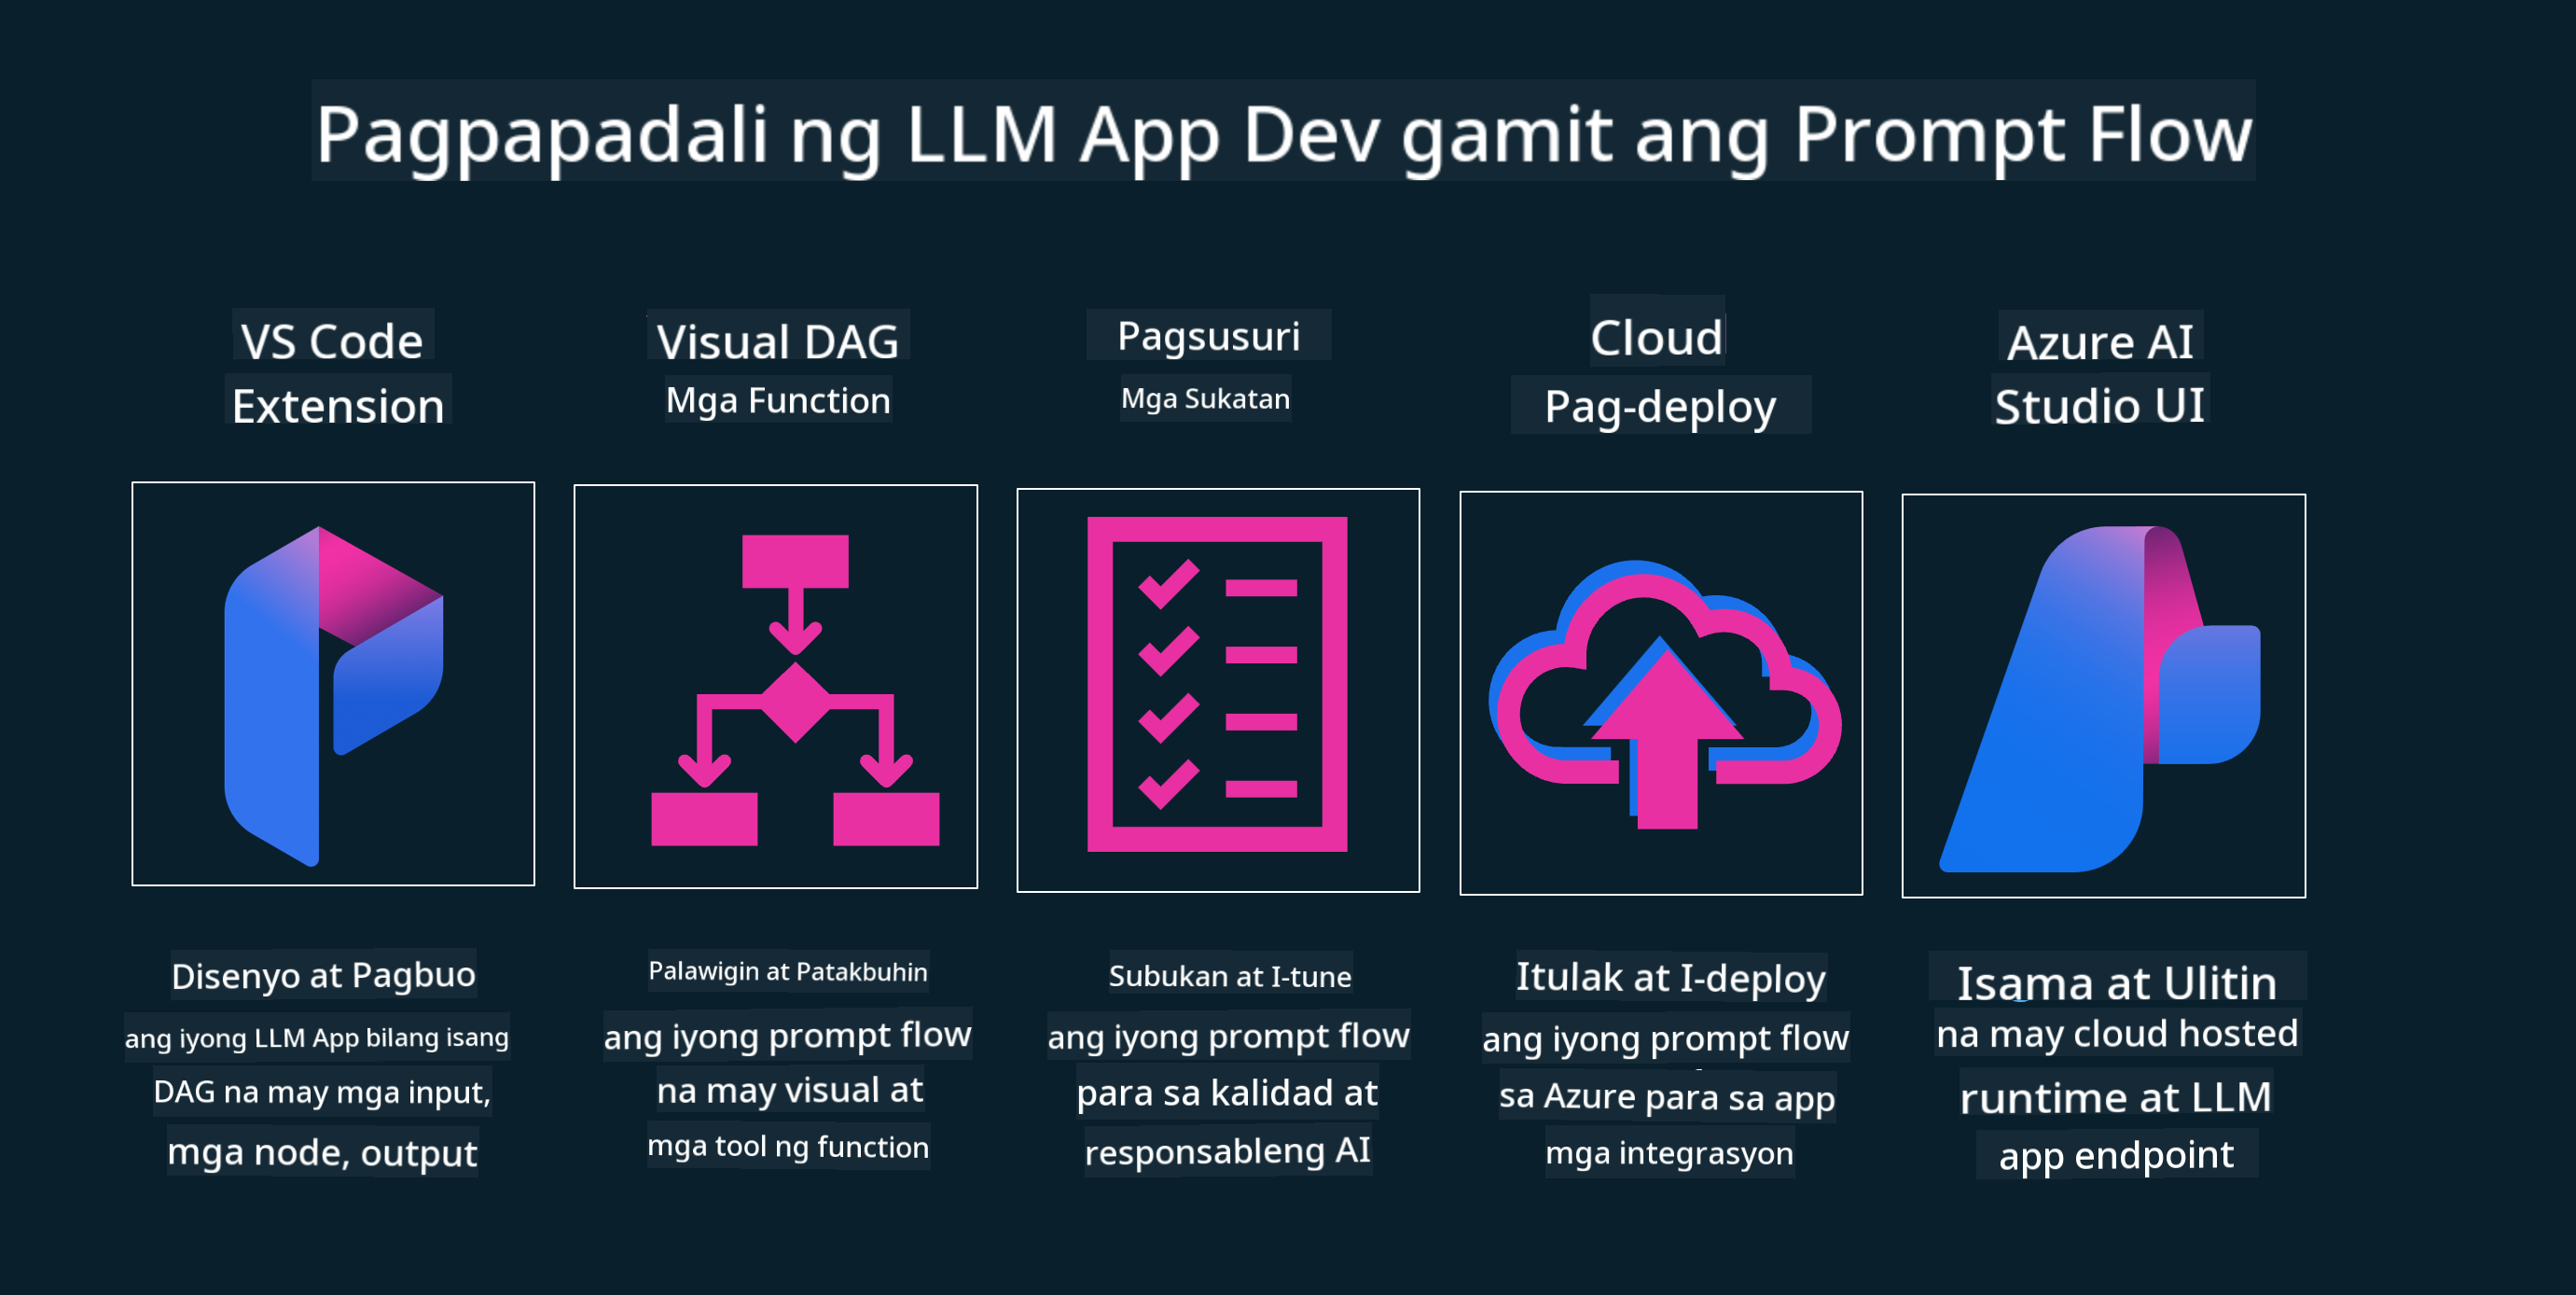 Pagpapadali ng LLM App Dev gamit ang Prompt Flow
VS Code
Extension
Visual DAG
Mga Function
Pagsusuri
Mga Sukatan
Cloud
Pag-deploy
Azure AI
Studio UI
Disenyo at Pagbuo
ang iyong LLM App bilang isang
DAG na may mga input,
mga node, output
Palawigin at Patakbuhin
ang iyong prompt flow
na may visual at
mga tool ng function
Subukan at I-tune
ang iyong prompt flow
para sa kalidad at
responsableng AI
Itulak at I-deploy
ang iyong prompt flow
sa Azure para sa app
mga integrasyon
Isama at Ulitin
na may cloud hosted
runtime at LLM
app endpoint